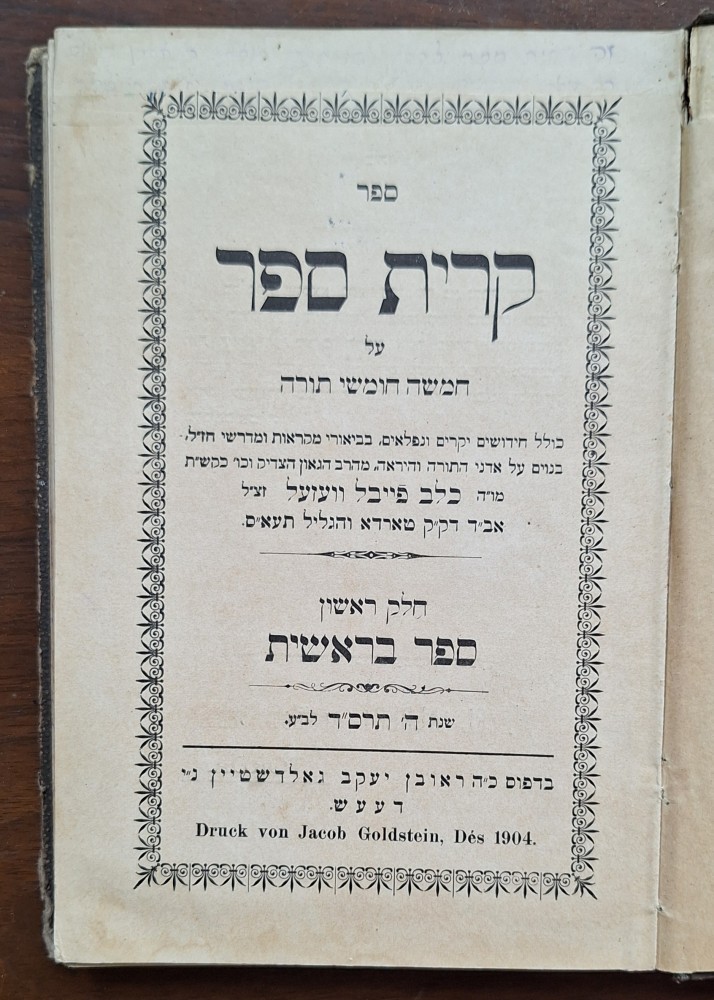 ספר
קרית ספר
על
חמשה חומשי תורה
כולל חידושים יקרים ונפלאים, בביאורי מקראות ומדרשי חז״ל,
בנוים על אדני התורה והיראה, מהרב הגאון הצדיק וכו׳ כקש״ת
מו״ה כלב פייבל וועזעל זצ״ל
אב״ד דק״ק טארדא והגליל תעא״ס.
חלק ראשון
ספר בראשית
שנת ה׳ תרס״ד לב״ע.
בדפוס כ״ה ראובן יעקב גאלדשטיין נ״י
דעעש.
Druck von Jacob Goldstein, Dés 1904.